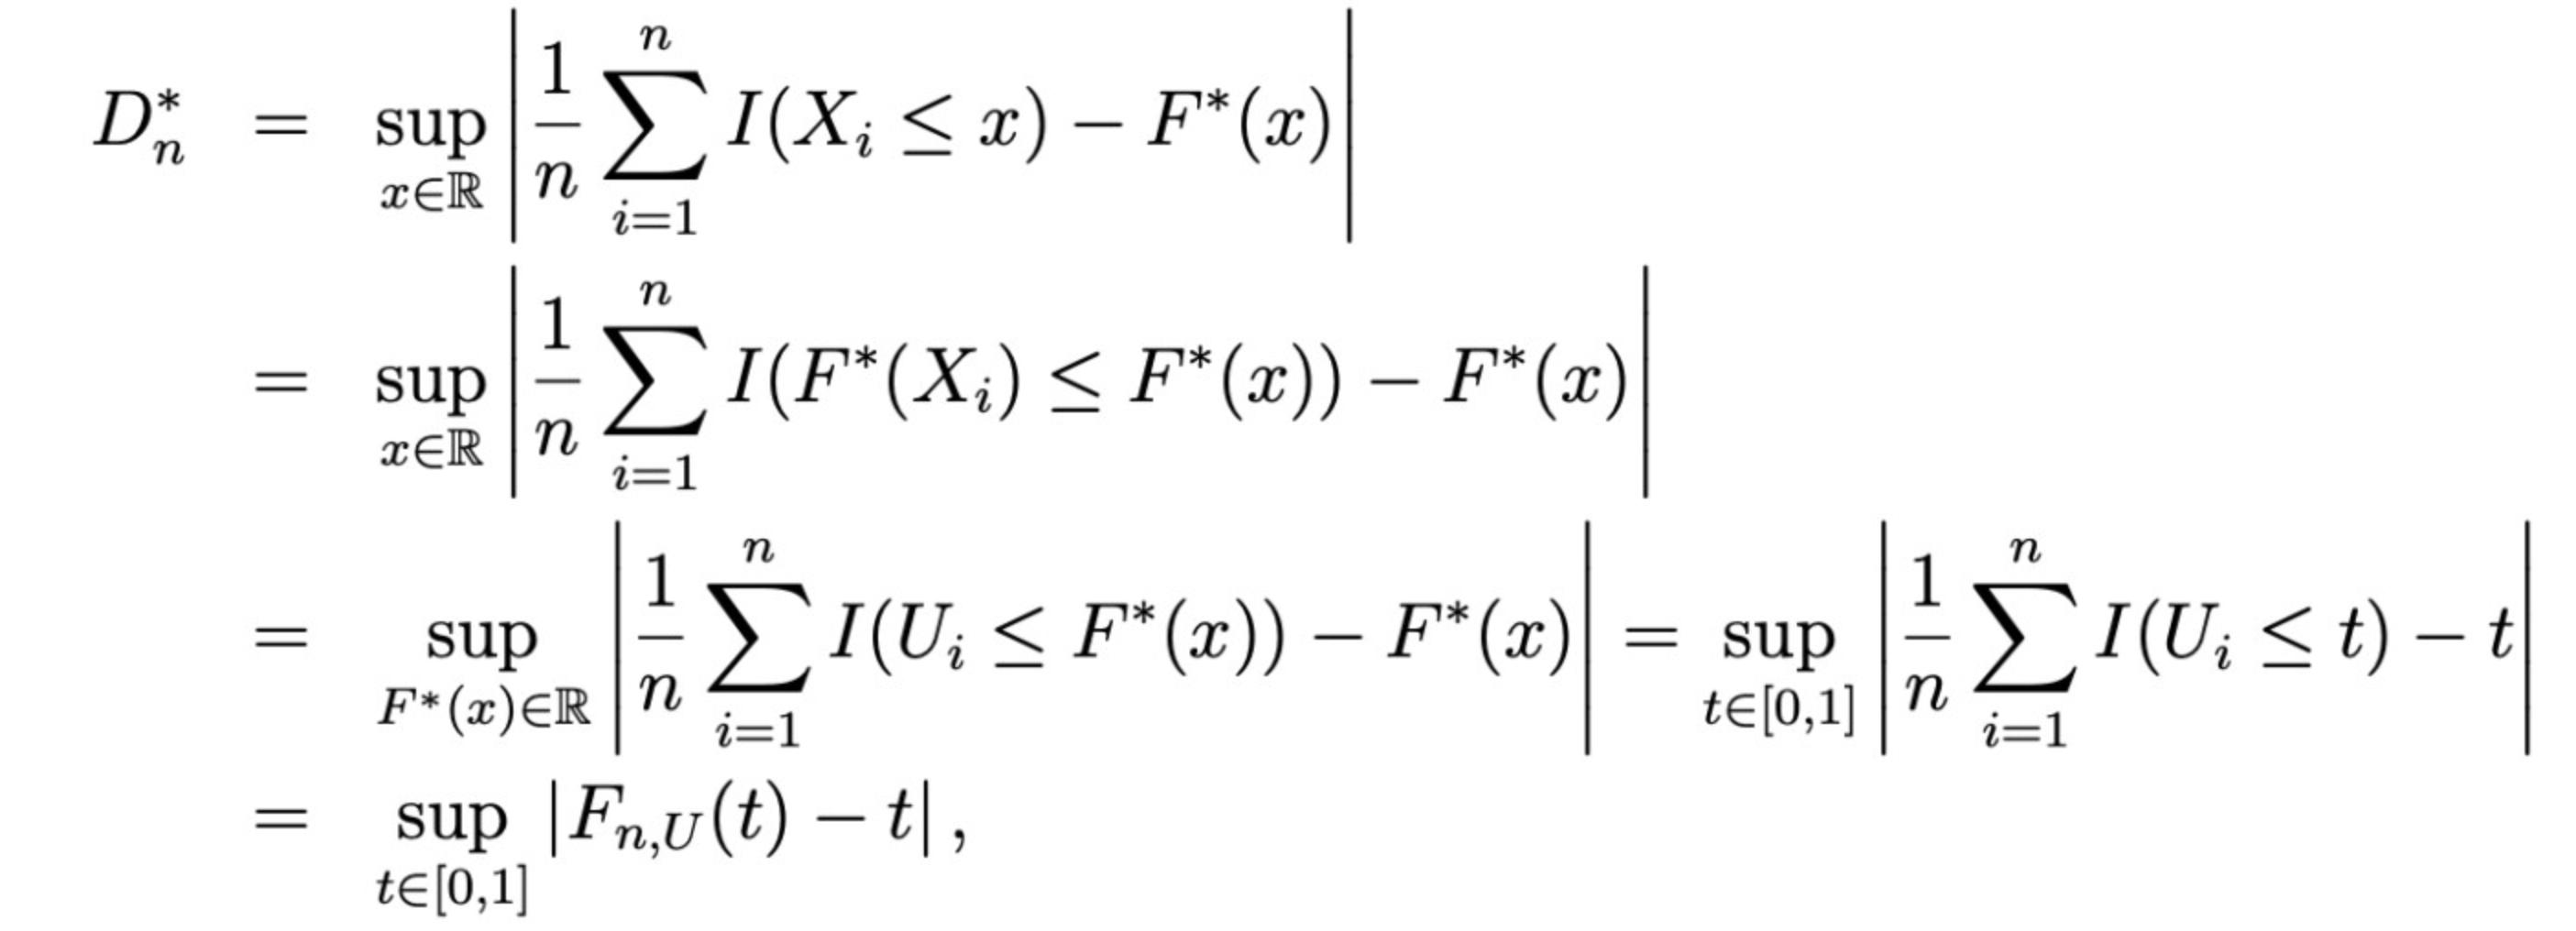 $D_n^* = \sup_{x \in \mathbb{R}} \left| \frac{1}{n} \sum_{i=1}^{n} I(X_i \leq x) - F^*(x) \right|$
$= \sup_{x \in \mathbb{R}} \left| \frac{1}{n} \sum_{i=1}^{n} I(F^*(X_i) \leq F^*(x)) - F^*(x) \right|$
$= \sup_{F^*(x) \in \mathbb{R}} \left| \frac{1}{n} \sum_{i=1}^{n} I(U_i \leq F^*(x)) - F^*(x) \right| = \sup_{t \in [0,1]} \left| \frac{1}{n} \sum_{i=1}^{n} I(U_i \leq t) - t \right|$
$= \sup_{t \in [0,1]} \left| F_{n,U}(t) - t \right|,$